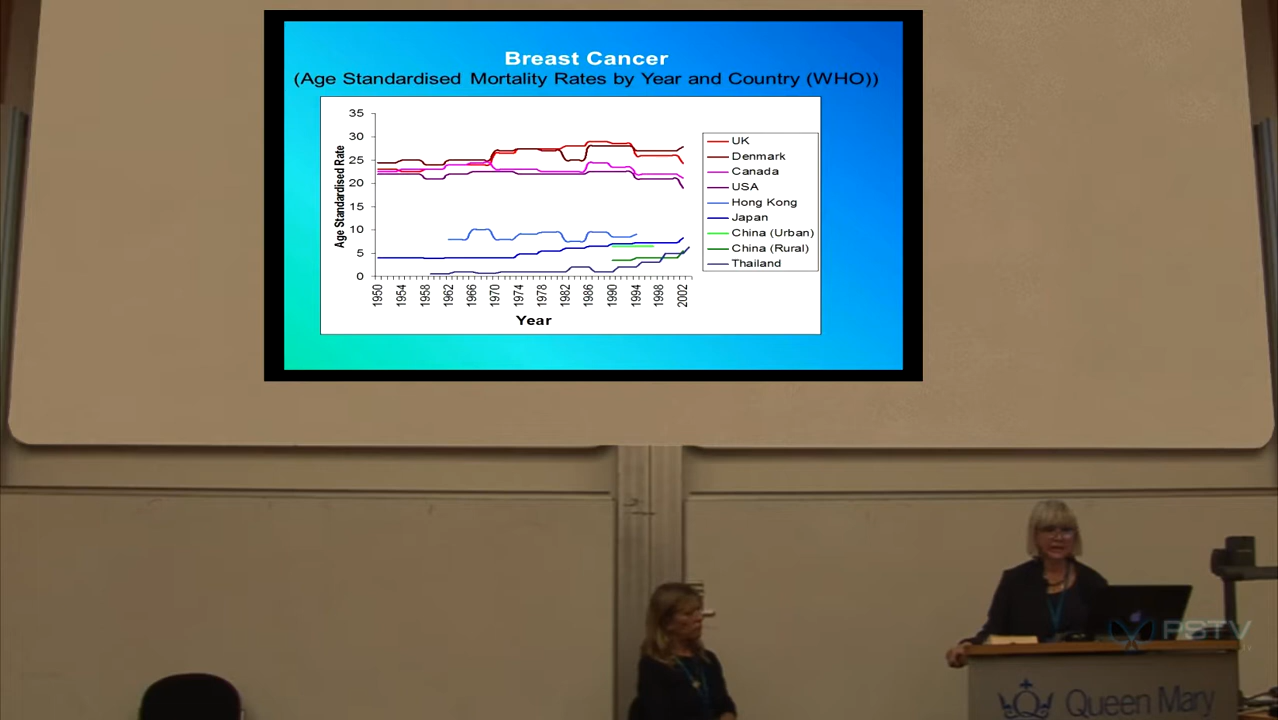 Breast Cancer
(Age Standardised Mortality Rates by Year and Country (WHO))
Age Standardised Rate
35
30
25
20
15
10
5
0
1950
1954
1958
1962
1966
1970
1974
1978
1982
1986
1990
1994
1998
2002
Year
UK
Denmark
Canada
USA
Hong Kong
Japan
China (Urban)
China (Rural)
Thailand
PSTV
Queen Mary